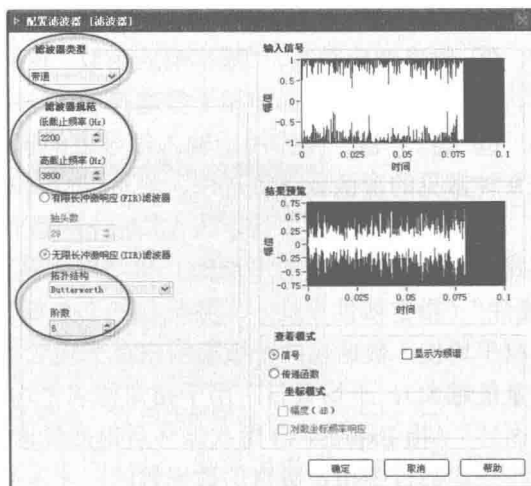 配置滤波器 [滤波器]
滤波器类型
带通
滤波器规范
低截止频率(Hz)
2200
高截止频率(Hz)
3800
有限长冲激响应(FIR)滤波器
抽头数
29
无限长冲激响应(IIR)滤波器
拓扑结构
Butterworth
阶数
6
输入信号
幅值
1
0.5
0
-0.5
-1
0 0.025 0.05 0.075 0.1
时间
结果预览
幅值
0.75
0.5
0.25
0
-0.25
-0.5
-0.75
0 0.025 0.05 0.075 0.1
时间
查看模式
信号
显示为频谱
传递函数
坐标模式
幅度(dB)
对数坐标频率响应
确定 取消 帮助